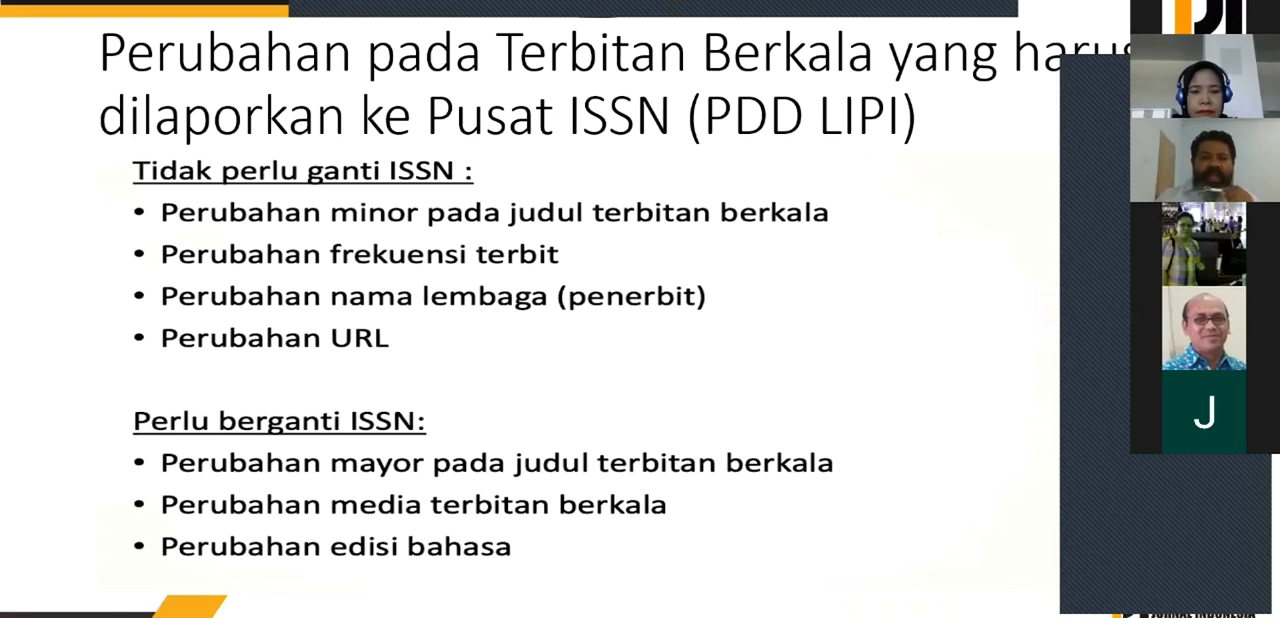 Perubahan pada Terbitan Berkala yang harus
dilaporkan ke Pusat ISSN (PDD LIPI)
Tidak perlu ganti ISSN :
• Perubahan minor pada judul terbitan berkala
• Perubahan frekuensi terbit
• Perubahan nama lembaga (penerbit)
• Perubahan URL
Perlu berganti ISSN:
• Perubahan mayor pada judul terbitan berkala
• Perubahan media terbitan berkala
• Perubahan edisi bahasa
J